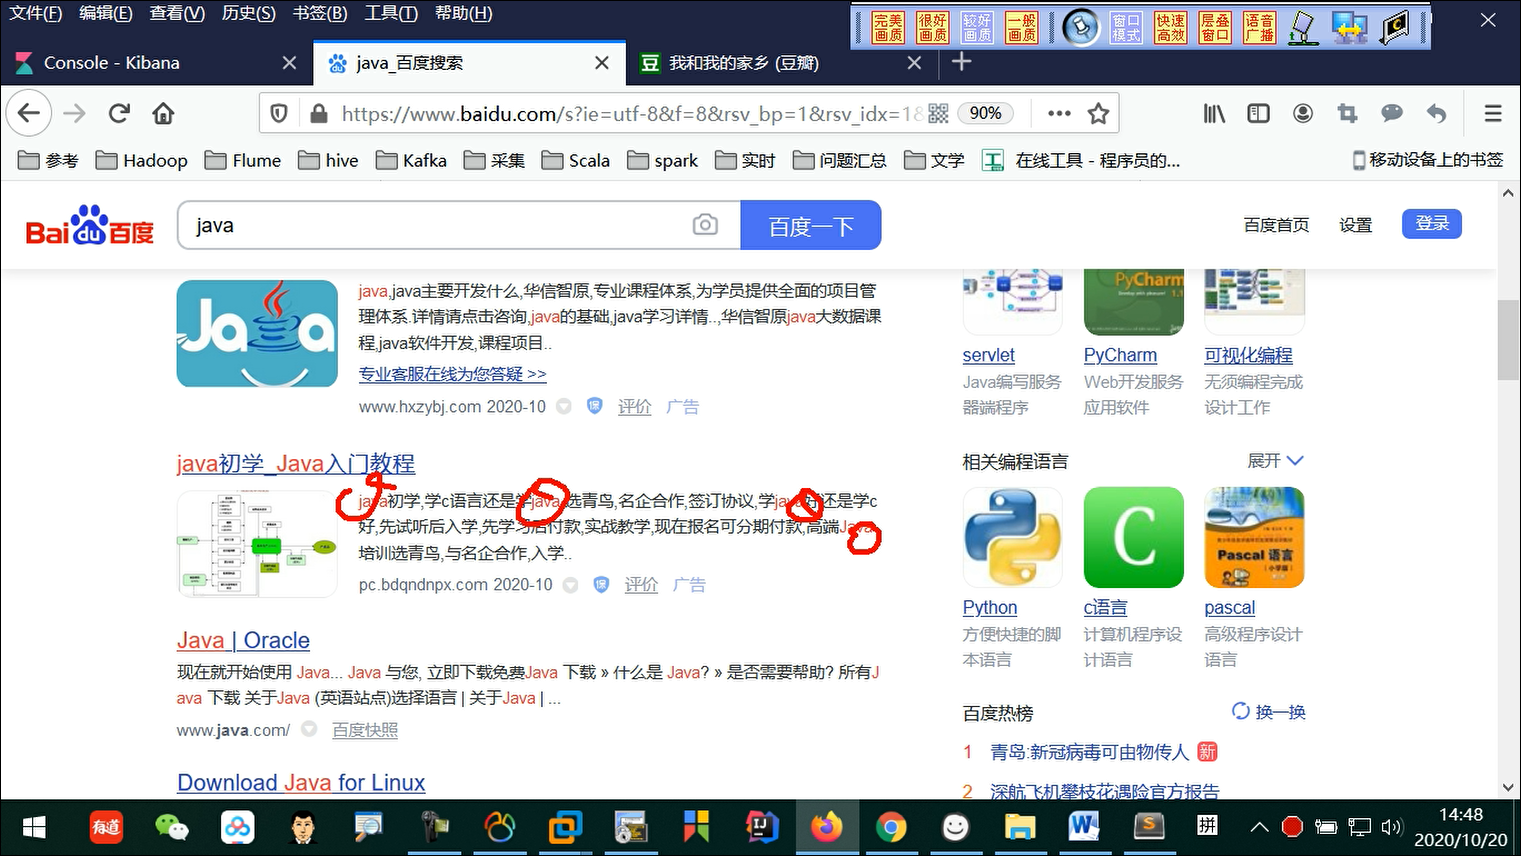 文件(F) 编辑(E) 查看(V) 历史(S) 书签(B) 工具(T) 帮助(H)
完美画质 很好画质 较好画质 一般画质 窗口模式 快速高效 层叠窗口 语音广播
Console - Kibana
java_百度搜索
豆 我和我的家乡 (豆瓣)
https://www.baidu.com/s?ie=utf-8&f=8&rsv_bp=1&rsv_idx=1&
90%
参考 Hadoop Flume hive Kafka 采集 Scala spark 实时 问题汇总 文学 在线工具 - 程序员的... 移动设备上的书签
Bai du 百度
java
百度一下
百度首页 设置 登录
Java
java,java主要开发什么,华信智原,专业课程体系,为学员提供全面的项目管
理体系.详情请点击咨询,java的基础,java学习详情..,华信智原java大数据课
程,java软件开发,课程项目..
专业客服在线为您答疑 >>
www.hxzybj.com 2020-10 保 评价 广告
java初学_Java入门教程
java初学,学c语言还是学java,选青鸟,名企合作,签订协议,学java好还是学c
好,先试听后入学,先学习后付款,实战教学,现在报名可分期付款,高端Java
培训选青鸟,与名企合作,入学..
pc.bdqndnpx.com 2020-10 保 评价 广告
Java | Oracle
现在就开始使用 Java... Java 与您, 立即下载免费Java 下载 » 什么是 Java? » 是否需要帮助? 所有J
ava 下载 关于Java (英语站点)选择语言 | 关于Java | ...
www.java.com/ 百度快照
Download Java for Linux
PyCharm
servlet PyCharm 可视化编程
Java编写服务 Web开发服务 无须编程完成
器端程序 应用软件 设计工作
相关编程语言 展开
C
Pascal 语言
Python c语言 pascal
方便快捷的脚 计算机程序设 高级程序设计
本语言 计语言 语言
百度热榜 换一换
1 青岛:新冠病毒可由物传人 新
2 深航飞机攀枝花遇险官方报告
有道
IJ
W
S
拼
14:48
2020/10/20